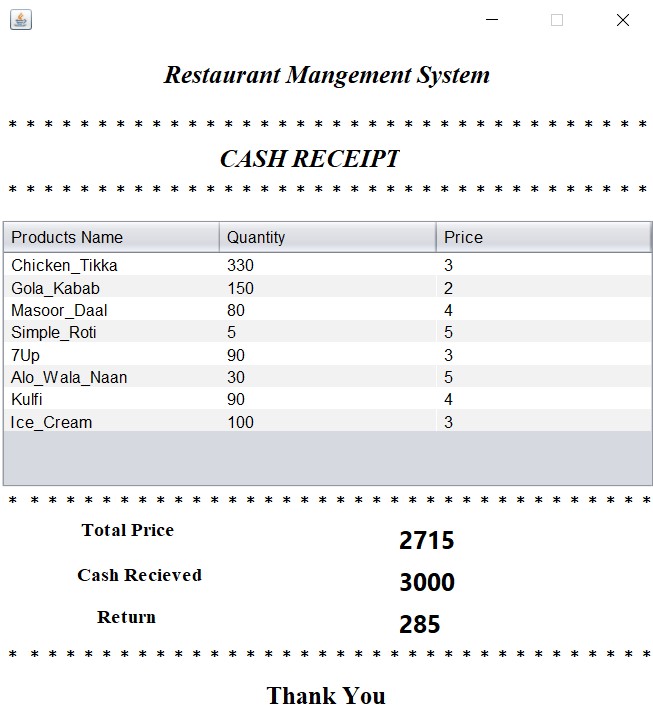 Restaurant Mangement System
* * * * * * * * * * * * * * * * * * * * * * * * * * * * * * * * * * * *
CASH RECEIPT
* * * * * * * * * * * * * * * * * * * * * * * * * * * * * * * * * * * *
Products Name Quantity Price
Chicken_Tikka 330 3
Gola_Kabab 150 2
Masoor_Daal 80 4
Simple_Roti 5 5
7Up 90 3
Alo_Wala_Naan 30 5
Kulfi 90 4
Ice_Cream 100 3
* * * * * * * * * * * * * * * * * * * * * * * * * * * * * * * * * * * *
Total Price 2715
Cash Recieved 3000
Return 285
* * * * * * * * * * * * * * * * * * * * * * * * * * * * * * * * * * * *
Thank You